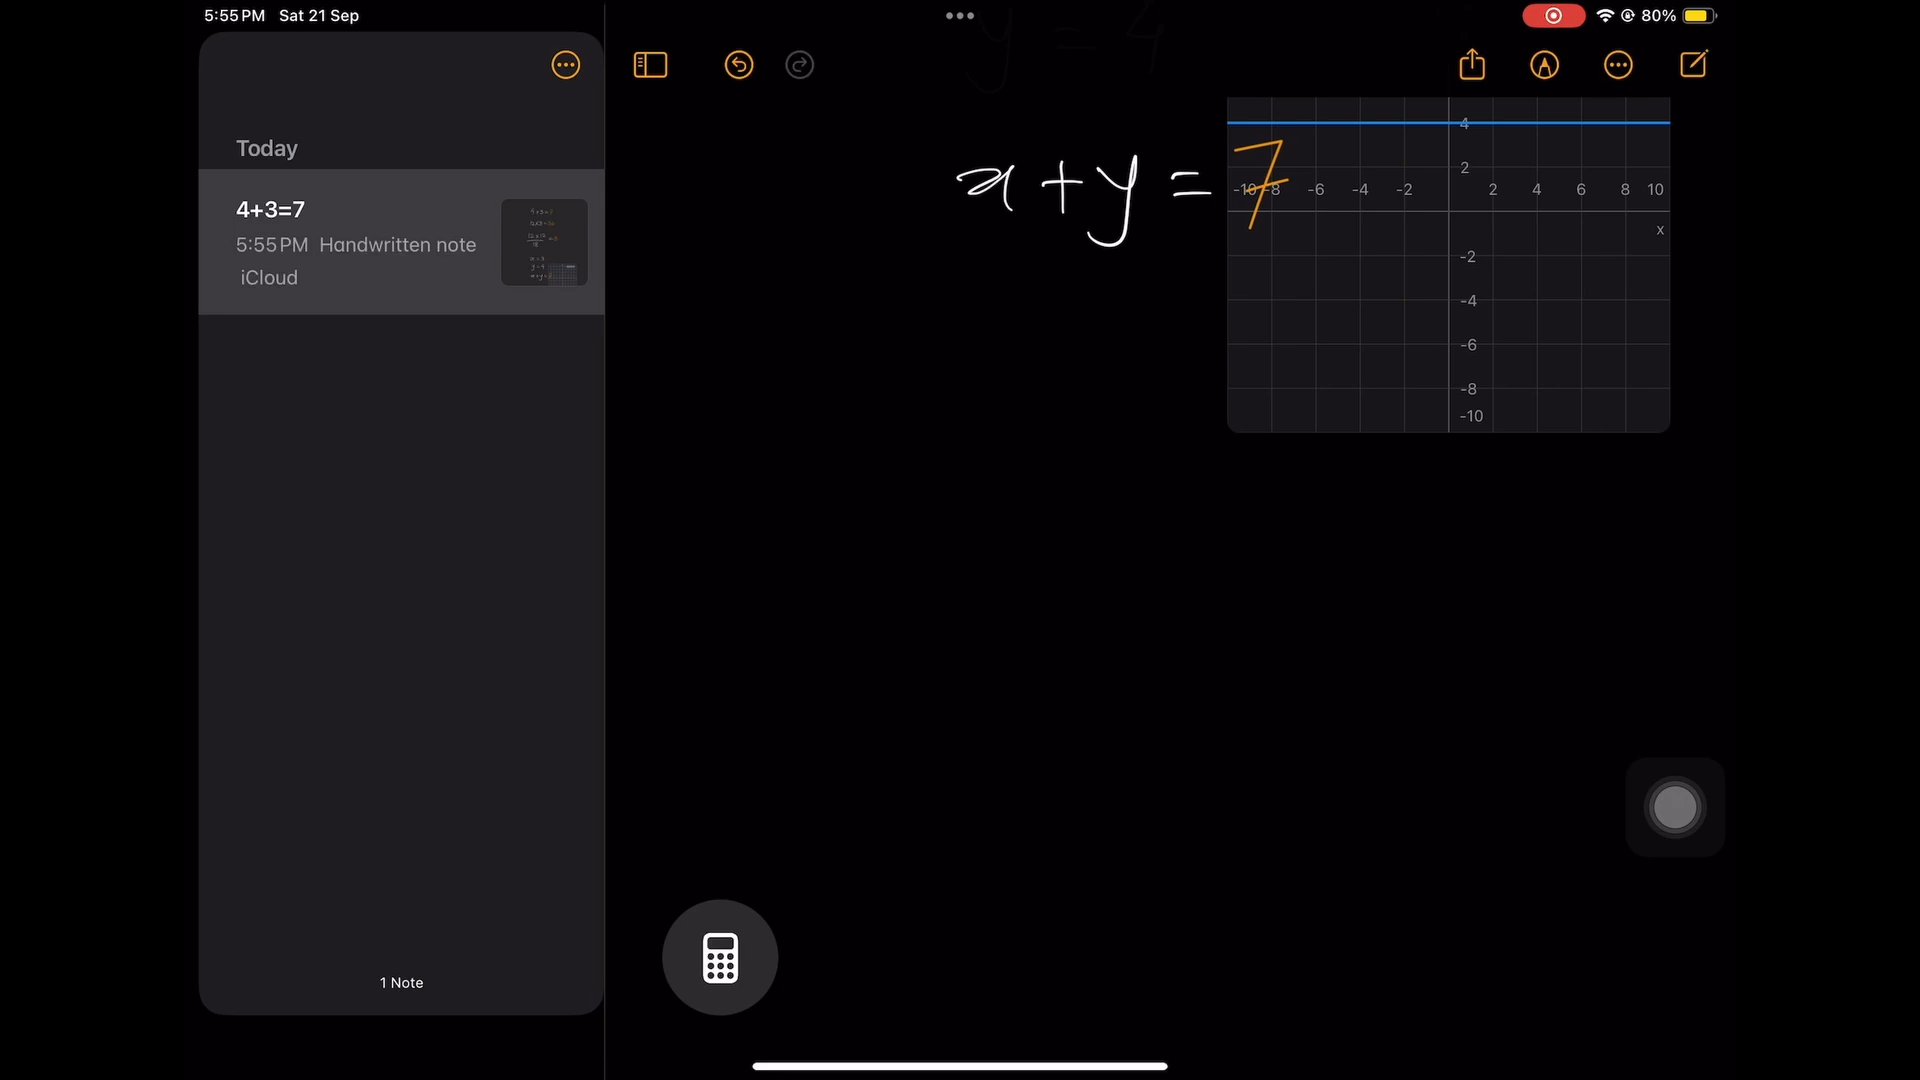 5:55 PM Sat 21 Sep
80%
Today
4+3=7
5:55 PM Handwritten note
iCloud
1 Note
y = 4
x + y = 7
4
2
-10 -8 -6 -4 -2 2 4 6 8 10
x
-2
-4
-6
-8
-10